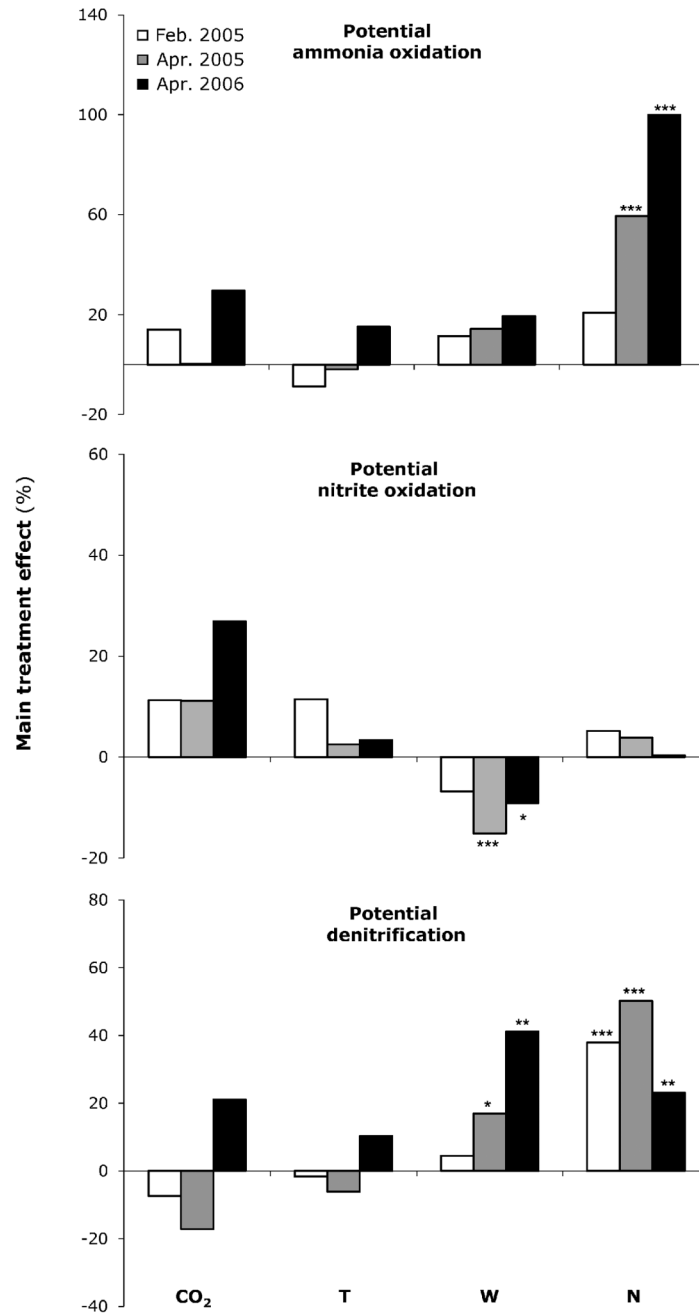 Main treatment effect (%)
140
100
60
20
-20
Feb. 2005
Apr. 2005
Apr. 2006
Potential
ammonia oxidation
***
***
60
40
20
0
-20
Potential
nitrite oxidation
***
*
80
60
40
20
0
-20
-40
Potential
denitrification
*
**
***
***
**
CO₂ T W N